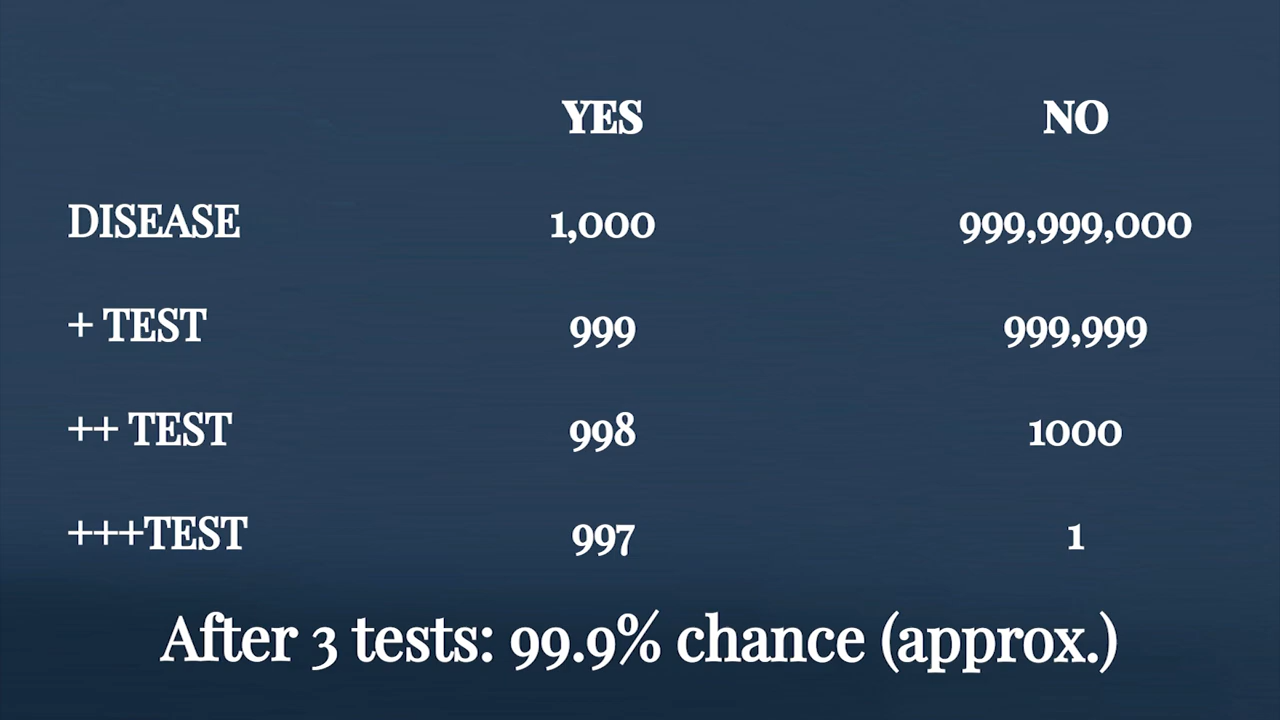 YES NO
DISEASE 1,000 999,999,000
+ TEST 999 999,999
++ TEST 998 1000
+++TEST 997 1
After 3 tests: 99.9% chance (approx.)